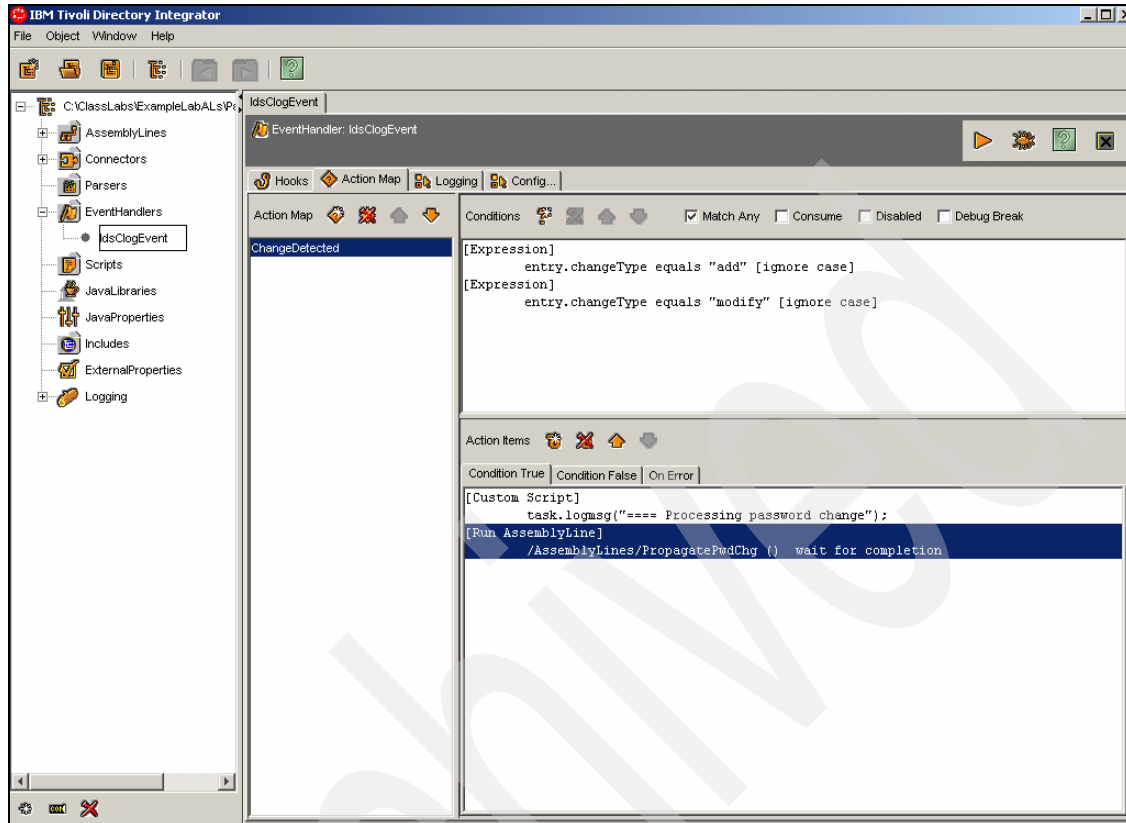 IBM Tivoli Directory Integrator
File Object Window Help
C:\ClassLabs\ExampleLabALs\Pa
AssemblyLines
Connectors
Parsers
EventHandlers
IdsClogEvent
Scripts
JavaLibraries
JavaProperties
Includes
ExternalProperties
Logging
IdsClogEvent
EventHandler: IdsClogEvent
Hooks Action Map Logging Config...
Action Map
ChangeDetected
Conditions Match Any Consume Disabled Debug Break
[Expression]
entry.changeType equals "add" [ignore case]
[Expression]
entry.changeType equals "modify" [ignore case]
Action Items
Condition True Condition False On Error
[Custom Script]
task.logmsg("==== Processing password change");
[Run AssemblyLine]
/AssemblyLines/PropagatePwdChg () wait for completion